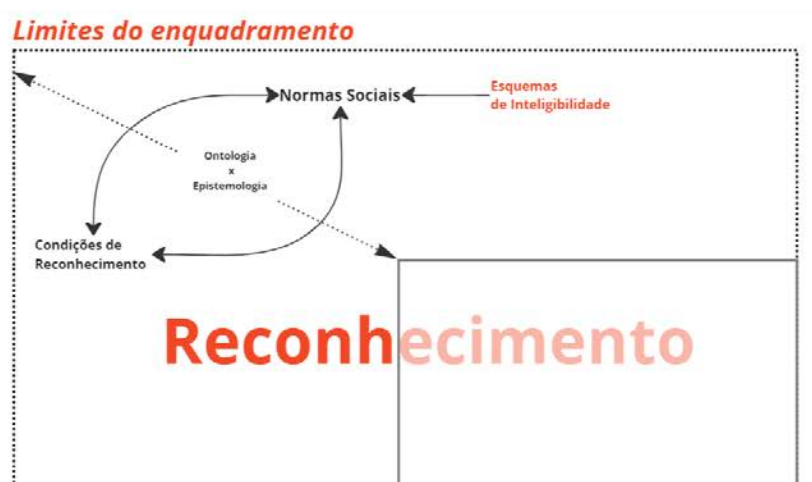 Limites do enquadramento
Normas Sociais
Esquemas
de Inteligibilidade
Ontologia
x
Epistemologia
Condições de
Reconhecimento
Reconhecimento